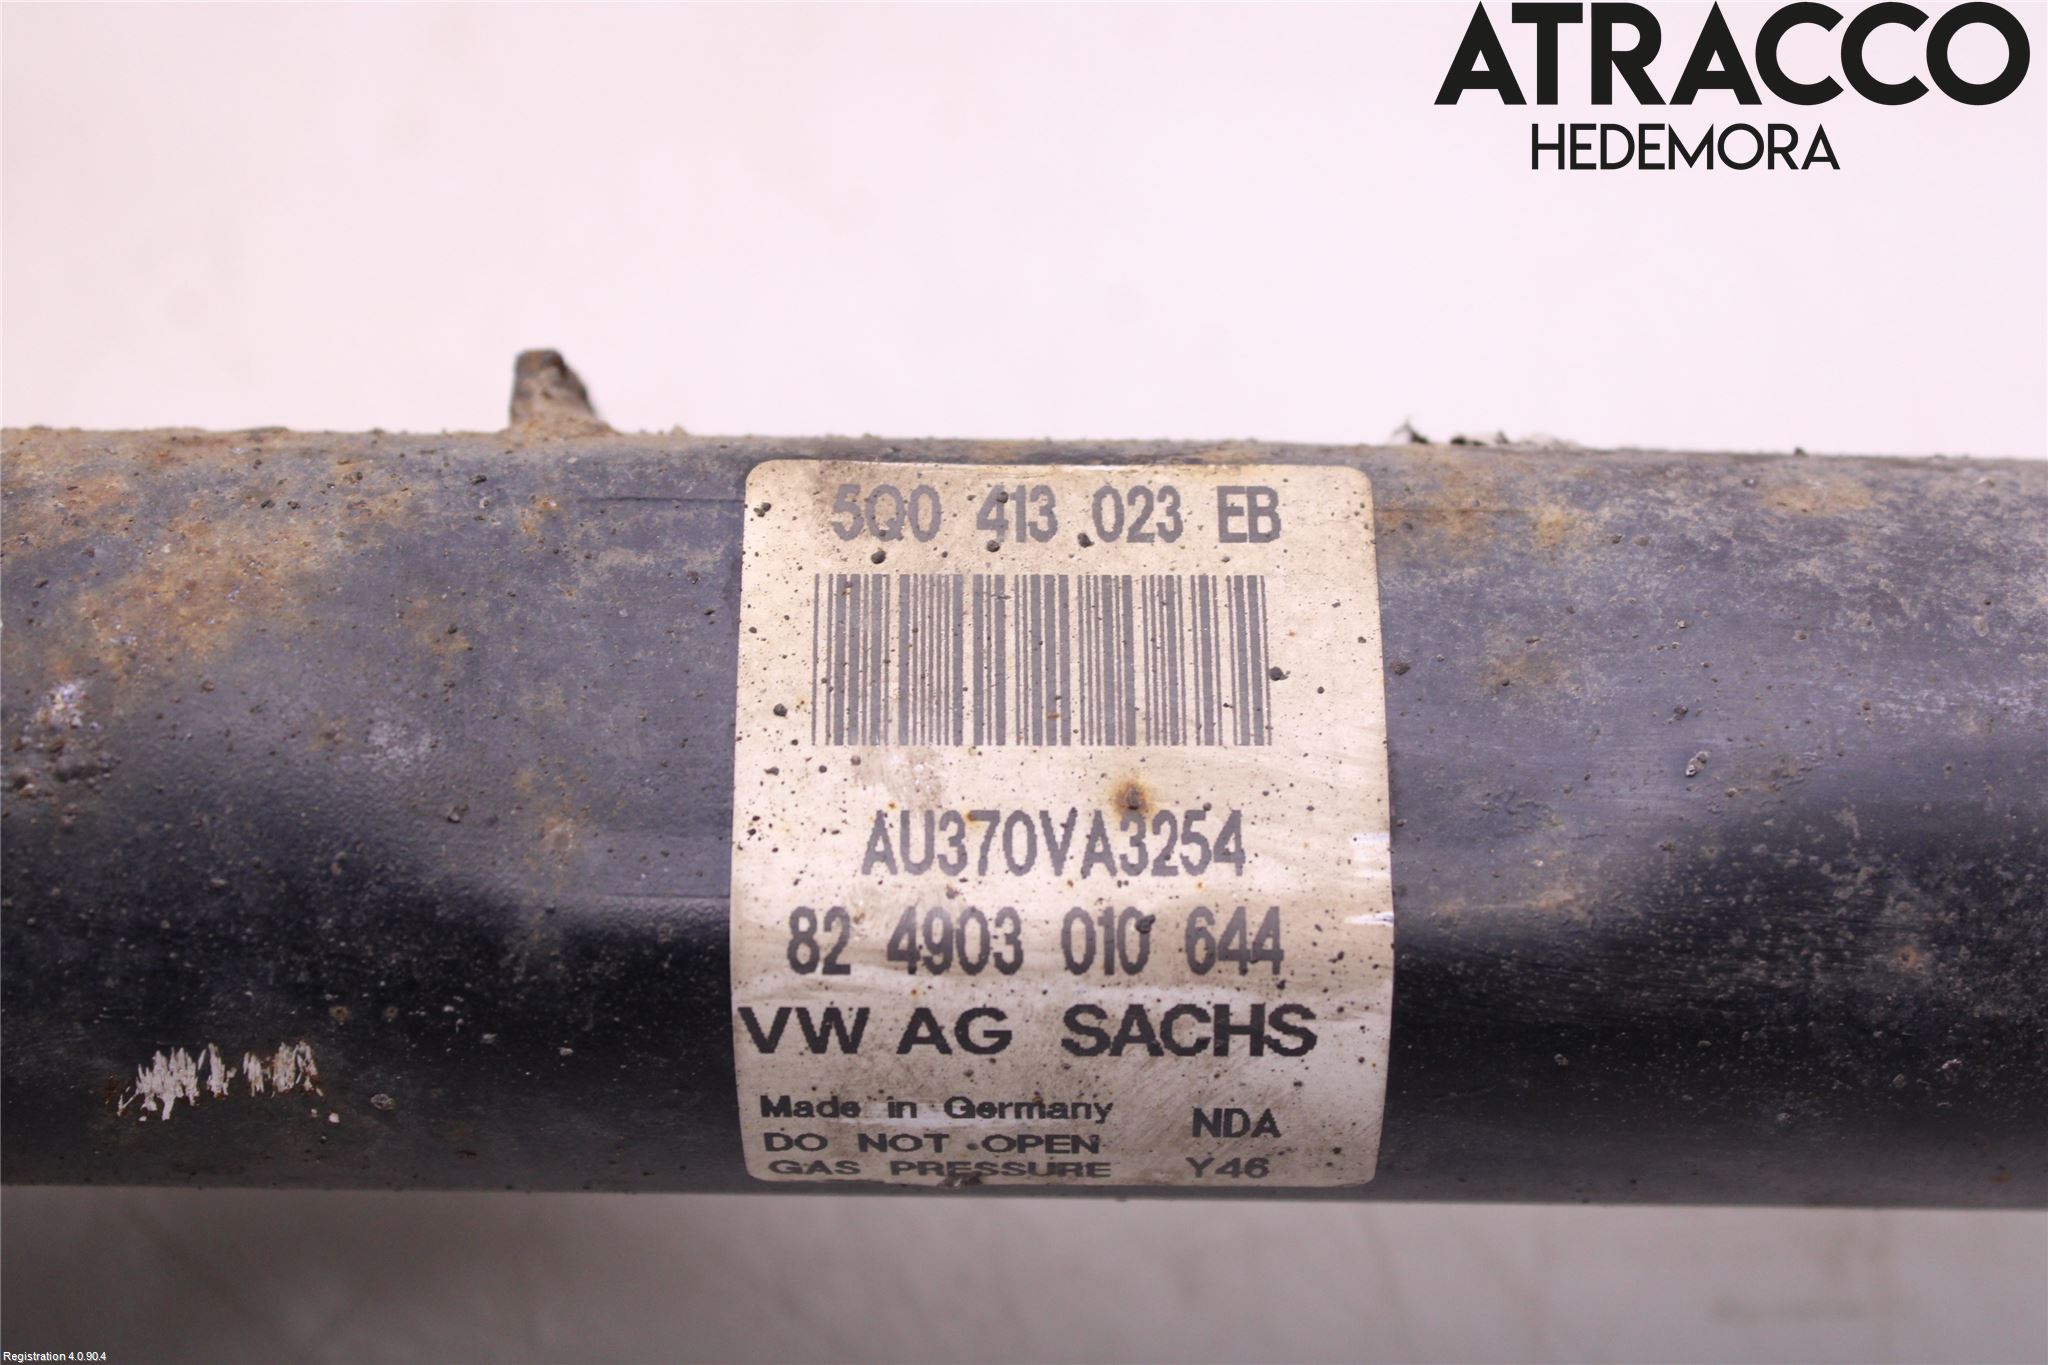 ATRACCO
HEDEMORA
5Q0 413 023 EB
AU370VA3254
82 4903 010 644
VW AG SACHS
Made in Germany NDA
DO NOT OPEN
GAS PRESSURE Y46
Registration 4.0.90.4